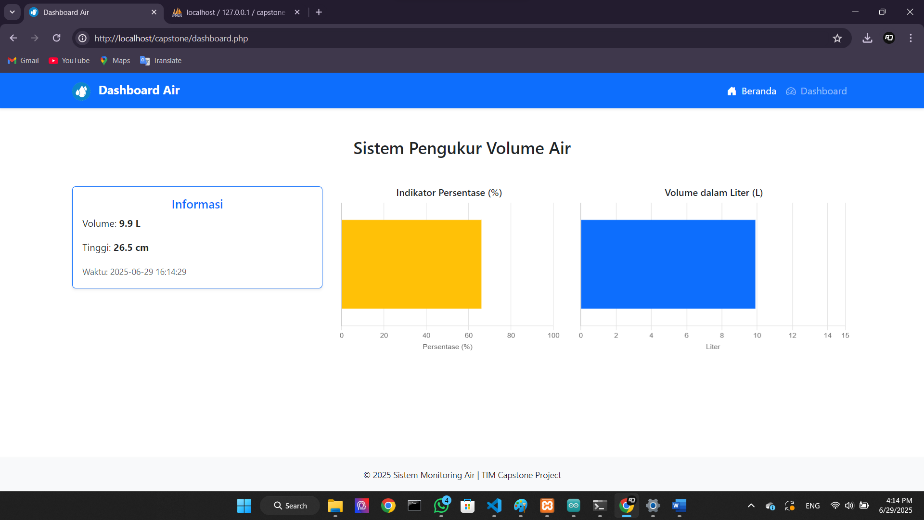 Dashboard Air
localhost / 127.0.0.1 / capstone
http://localhost/capstone/dashboard.php
Gmail
YouTube
Maps
Translate
Dashboard Air
Beranda
Dashboard
Sistem Pengukur Volume Air
Informasi
Volume: 9.9 L
Tinggi: 26.5 cm
Waktu: 2025-06-29 16:14:29
Indikator Persentase (%)
0 20 40 60 80 100
Persentase (%)
Volume dalam Liter (L)
0 2 4 6 8 10 12 14 15
Liter
© 2025 Sistem Monitoring Air | TIM Capstone Project
Search
4
ENG
4:14 PM
6/29/2025